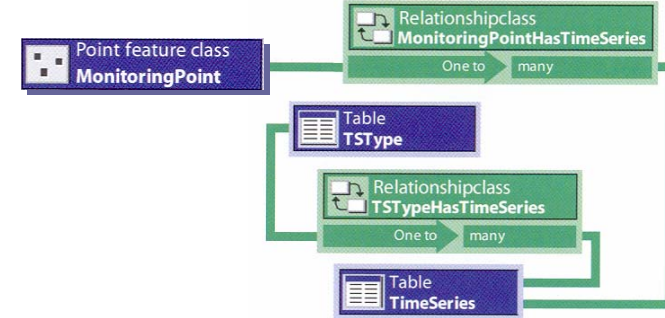 Point feature class
MonitoringPoint
Relationshipclass
MonitoringPointHasTimeSeries
One to many
Table
TSType
Relationshipclass
TSTypeHasTimeSeries
One to many
Table
TimeSeries